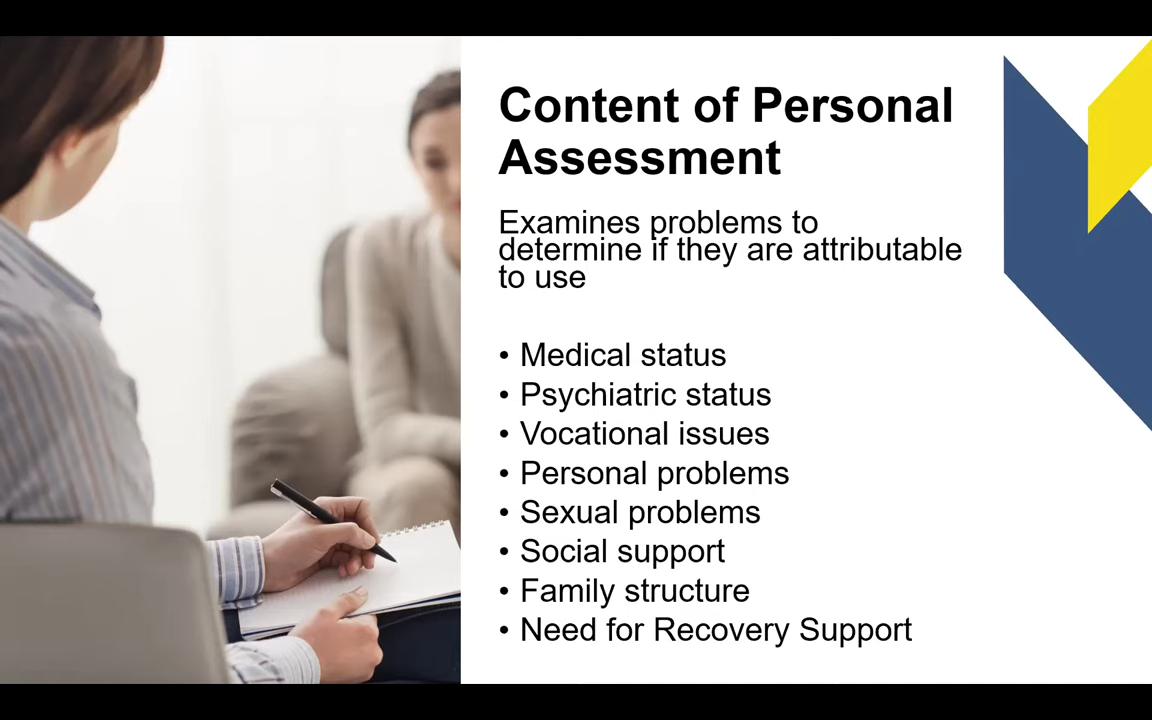 Content of Personal
Assessment
Examines problems to
determine if they are attributable
to use
• Medical status
• Psychiatric status
• Vocational issues
• Personal problems
• Sexual problems
• Social support
• Family structure
• Need for Recovery Support